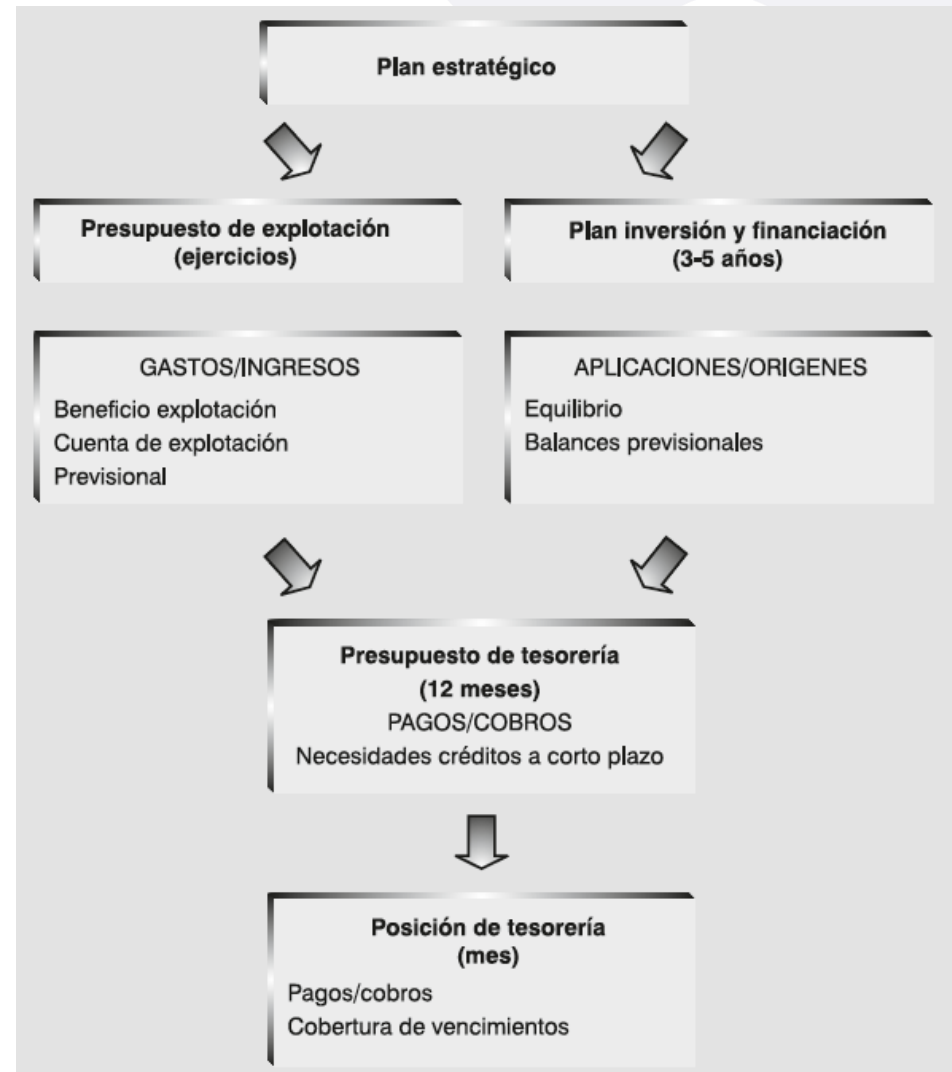 Plan estratégico
Presupuesto de explotación
(ejercicios)
Plan inversión y financiación
(3-5 años)
GASTOS/INGRESOS
Beneficio explotación
Cuenta de explotación
Previsional
APLICACIONES/ORIGENES
Equilibrio
Balances previsionales
Presupuesto de tesorería
(12 meses)
PAGOS/COBROS
Necesidades créditos a corto plazo
Posición de tesorería
(mes)
Pagos/cobros
Cobertura de vencimientos